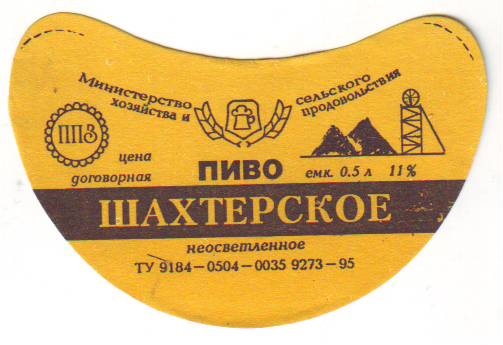 Министерство сельского
хозяйства и продовольствия
ППЗ
цена
договорная
ПИВО
емк. 0.5 л 11%
ШАХТЕРСКОЕ
неосветленное
ТУ 9184-0504-0035 9273-95